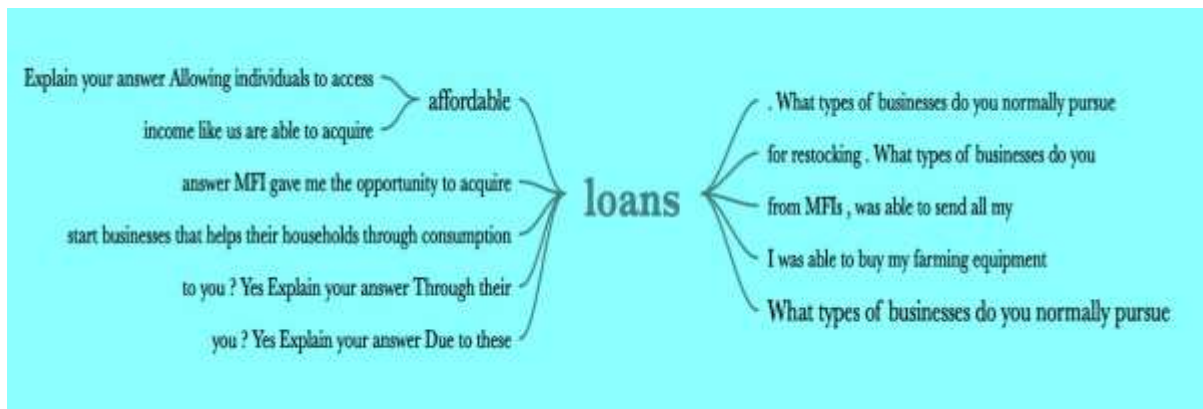 Explain your answer Allowing individuals to access
income like us are able to acquire
affordable
answer MFI gave me the opportunity to acquire
start businesses that helps their households through consumption
to you ? Yes Explain your answer Through their
you ? Yes Explain your answer Due to these
loans
. What types of businesses do you normally pursue
for restocking . What types of businesses do you
from MFIs , was able to send all my
I was able to buy my farming equipment
What types of businesses do you normally pursue